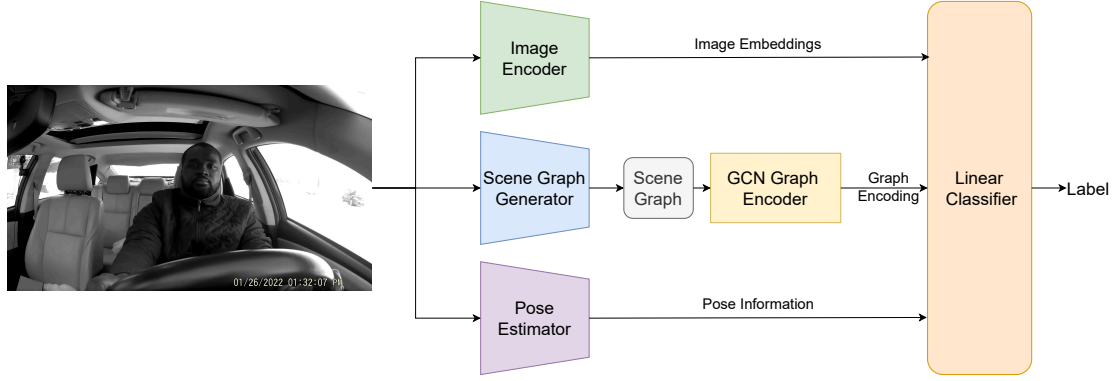 Image
Encoder
Image Embeddings
Scene Graph
Generator
Scene
Graph
GCN Graph
Encoder
Graph
Encoding
Linear
Classifier
Label
Pose
Estimator
Pose Information
01/26/2022 01:32:07 PM